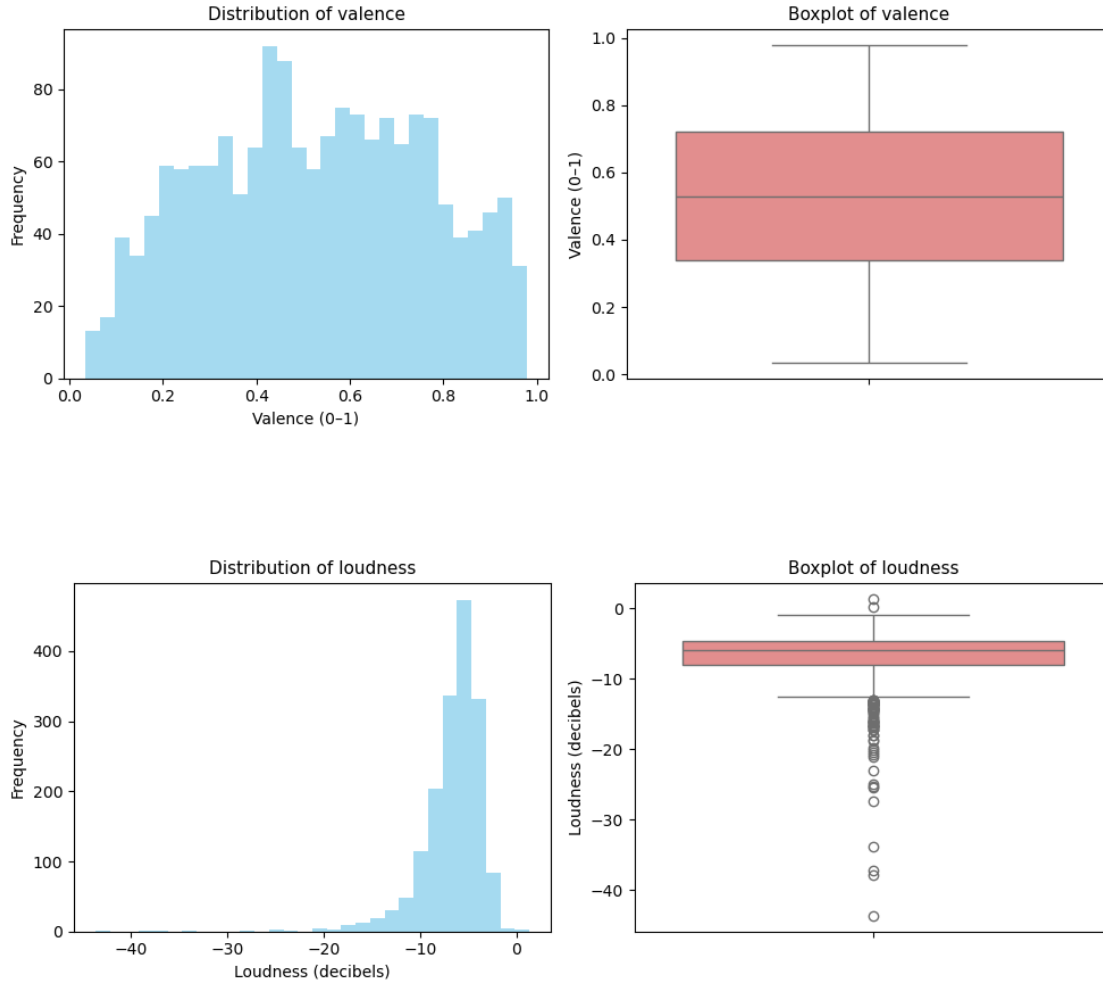 Distribution of valence
Frequency
80
60
40
20
0
0.0 0.2 0.4 0.6 0.8 1.0
Valence (0–1)
Boxplot of valence
Valence (0–1)
1.0
0.8
0.6
0.4
0.2
0.0
Distribution of loudness
Frequency
400
300
200
100
0
−40 −30 −20 −10 0
Loudness (decibels)
Boxplot of loudness
Loudness (decibels)
0
−10
−20
−30
−40